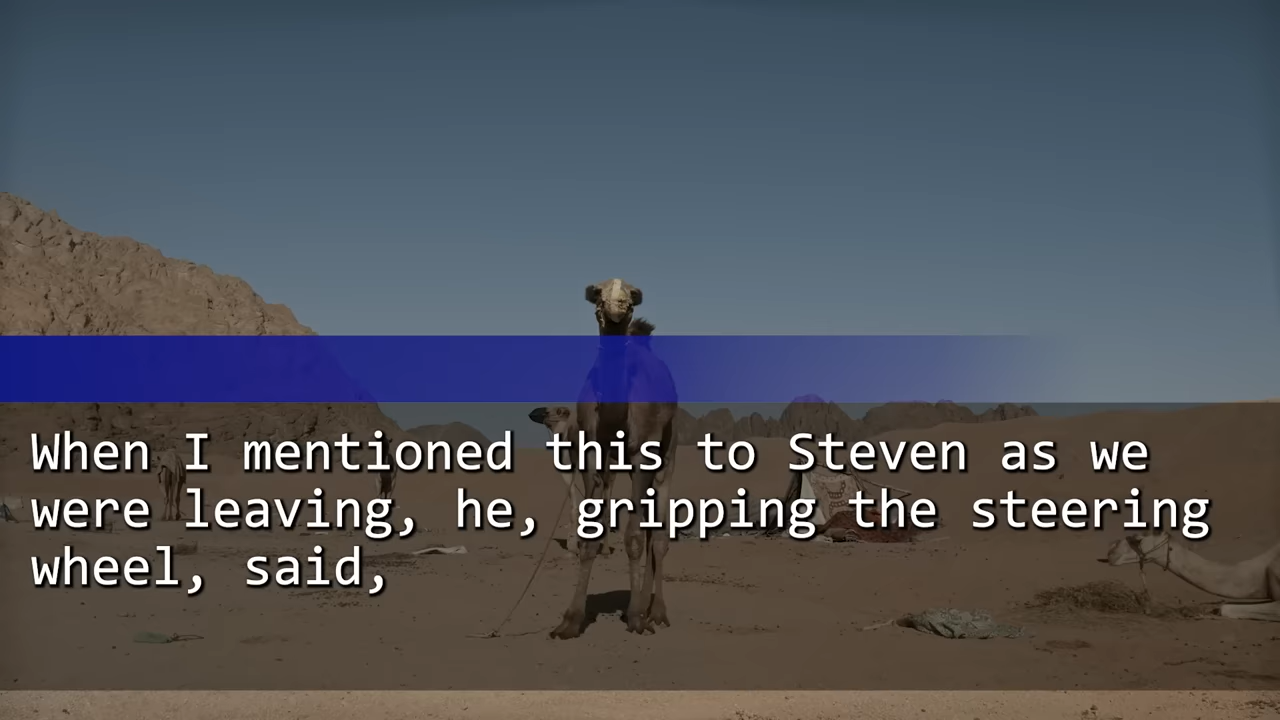 When I mentioned this to Steven as we
were leaving, he, gripping the steering
wheel, said,